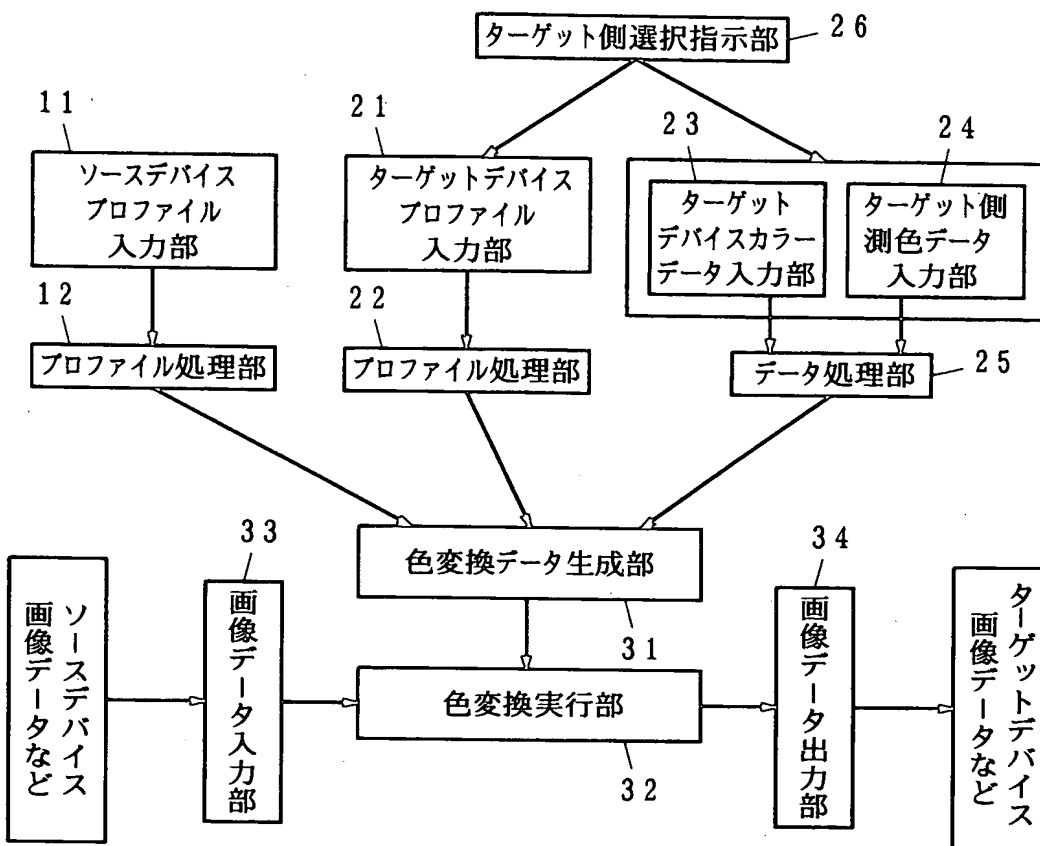 ターゲット側選択指示部
26
11
ソースデバイス
プロファイル
入力部
21
ターゲットデバイス
プロファイル
入力部
23
ターゲット
デバイスカラー
データ入力部
24
ターゲット側
測色データ
入力部
12
プロファイル処理部
22
プロファイル処理部
データ処理部
25
色変換データ生成部
31
ソースデバイス
画像データなど
33
画像データ入力部
色変換実行部
32
34
画像データ出力部
ターゲットデバイス
画像データなど